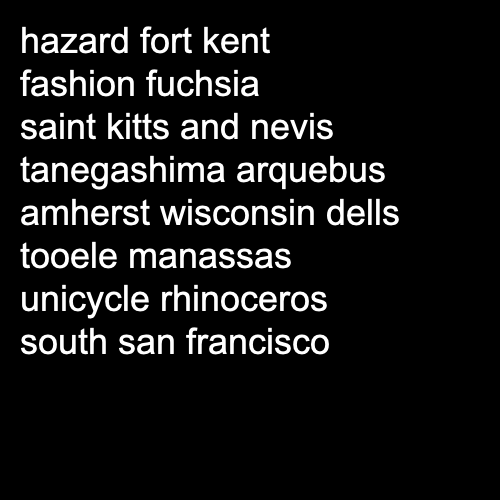 hazard fort kent
fashion fuchsia
saint kitts and nevis
tanegashima arquebus
amherst wisconsin dells
tooele manassas
unicycle rhinoceros
south san francisco